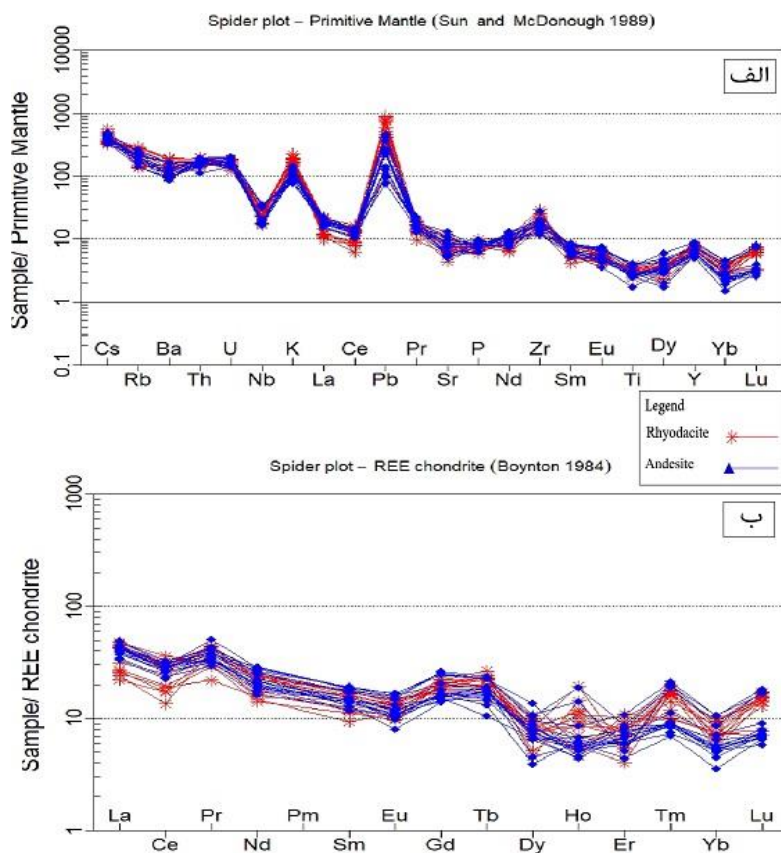 Spider plot – Primitive Mantle (Sun and McDonough 1989)
الف
Sample/ Primitive Mantle
10000
1000
100
10
1
0.1
Cs Ba U K Ce Pr P Zr Eu Dy Yb
Rb Th Nb La Pb Sr Nd Sm Ti Y Lu
Legend
Rhyodacite
Andesite
Spider plot – REE chondrite (Boynton 1984)
ب
Sample/ REE chondrite
1000
100
10
1
La Pr Pm Eu Tb Ho Tm Lu
Ce Nd Sm Gd Dy Er Yb